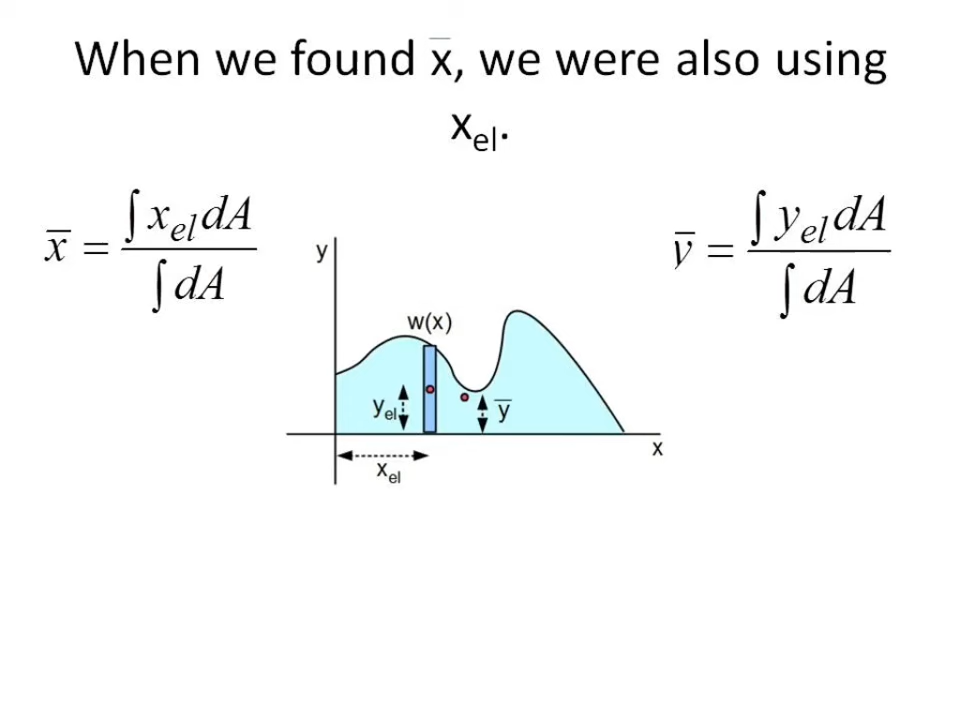 When we found x̅, we were also using
x_el.
x̅ = ∫ x_el dA / ∫ dA
y̅ = ∫ y_el dA / ∫ dA
y
w(x)
y_el
y̅
x
x_el